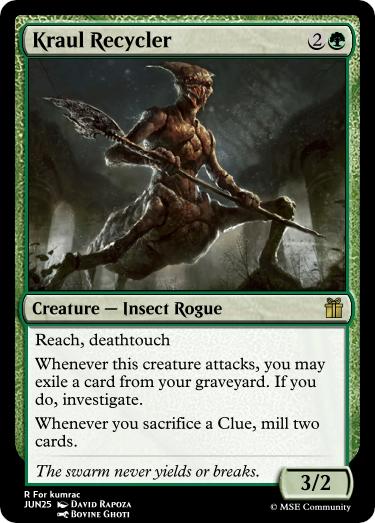 Kraul Recycler
2
Creature — Insect Rogue
Reach, deathtouch
Whenever this creature attacks, you may
exile a card from your graveyard. If you
do, investigate.
Whenever you sacrifice a Clue, mill two
cards.
The swarm never yields or breaks.
3/2
R For kumrac
JUN25 David Rapoza
Bovine Ghoti
© MSE Community